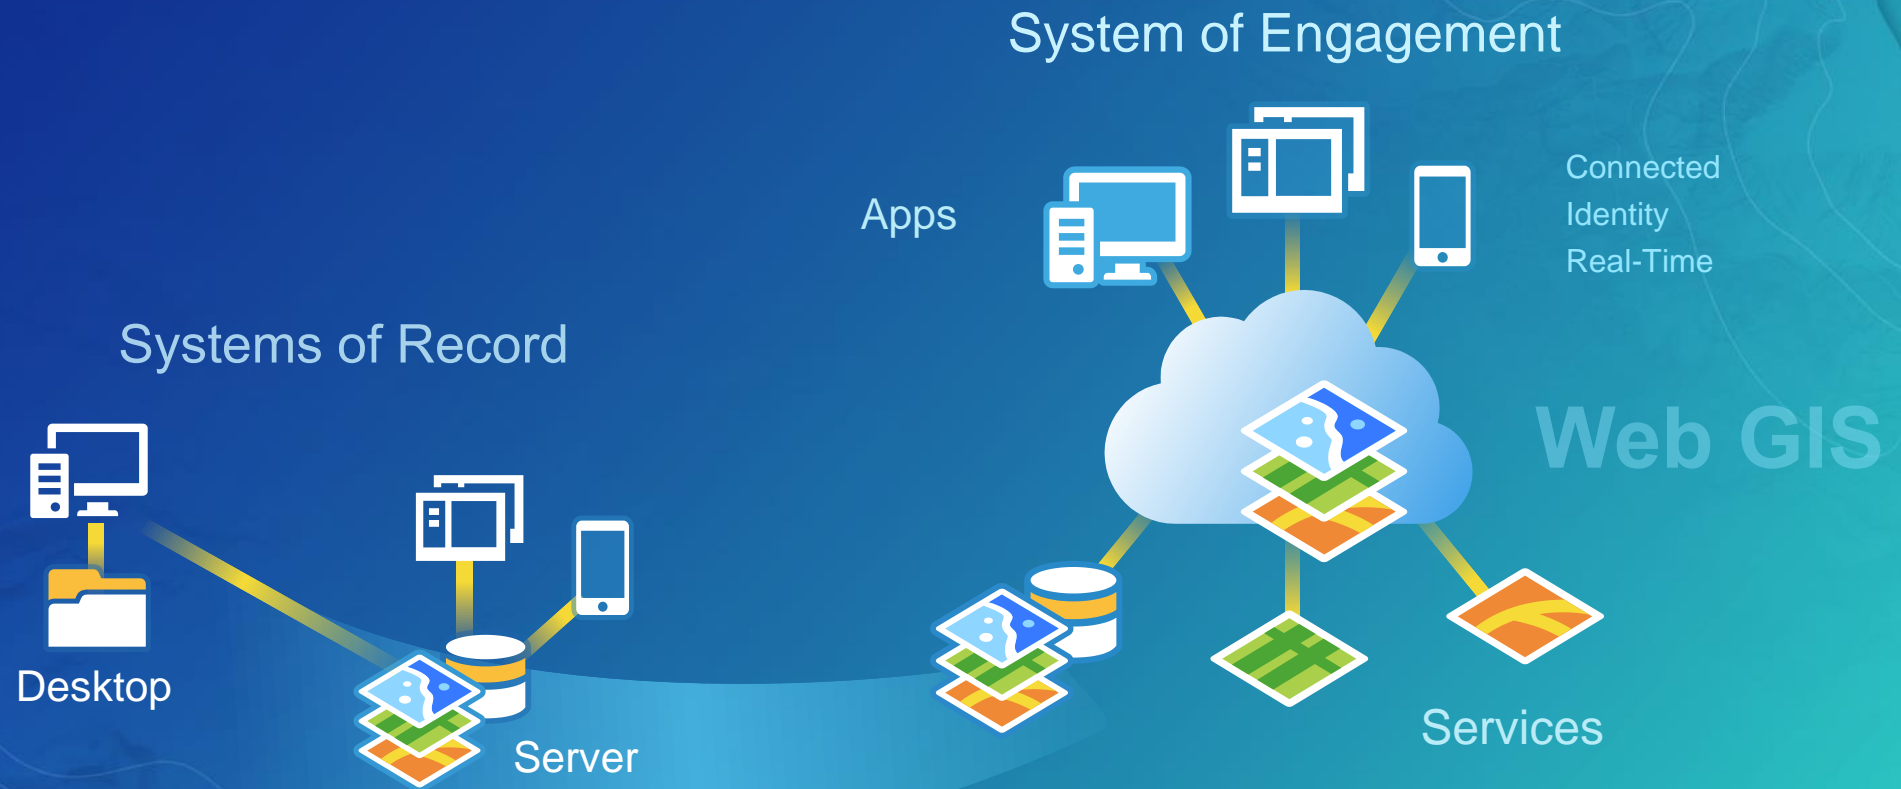 System of Engagement
Connected
Identity
Real-Time
Apps
Systems of Record
Web GIS
Desktop
Server
Services